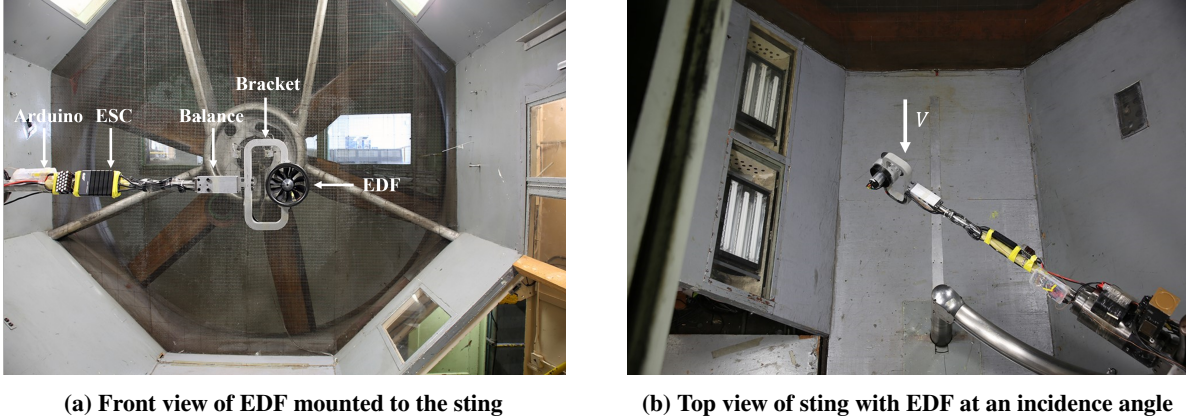 Bracket
Arduino ESC Balance
EDF
V
(a) Front view of EDF mounted to the sting
(b) Top view of sting with EDF at an incidence angle